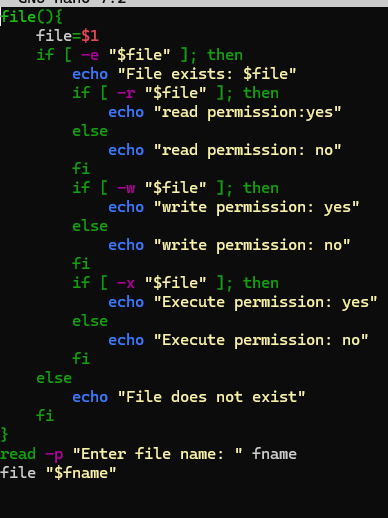 GNU nano 7.2
file(){
    file=$1
    if [ -e "$file" ]; then
        echo "File exists: $file"
        if [ -r "$file" ]; then
            echo "read permission:yes"
        else
            echo "read permission: no"
        fi
        if [ -w "$file" ]; then
            echo "write permission: yes"
        else
            echo "write permission: no"
        fi
        if [ -x "$file" ]; then
            echo "Execute permission: yes"
        else
            echo "Execute permission: no"
        fi
    else
        echo "File does not exist"
    fi
}
read -p "Enter file name: " fname
file "$fname"